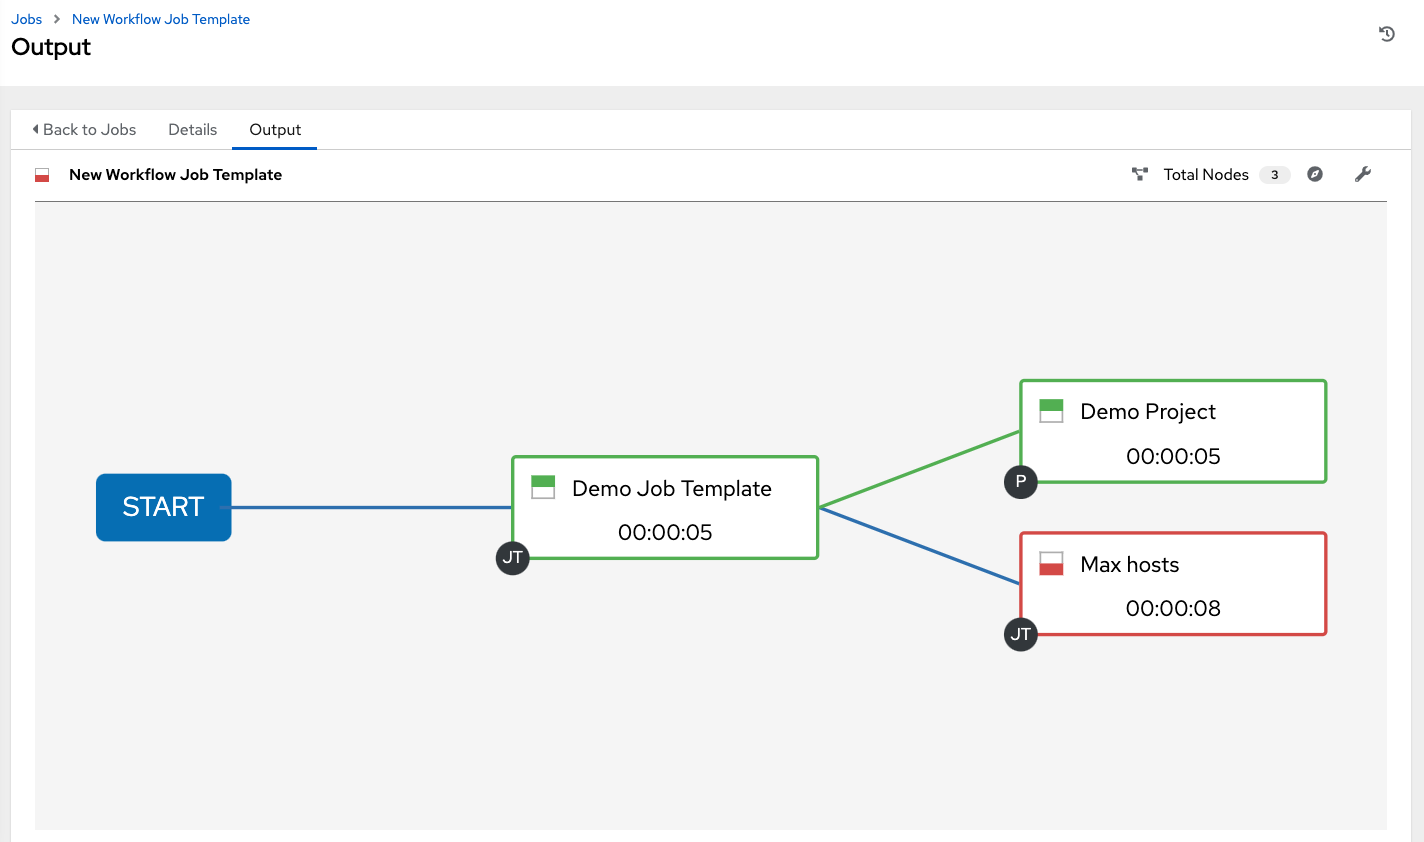 Jobs New Workflow Job Template
Output
Back to Jobs Details Output
New Workflow Job Template Total Nodes 3
START
Demo Job Template
00:00:05
JT
Demo Project
00:00:05
P
Max hosts
00:00:08
JT